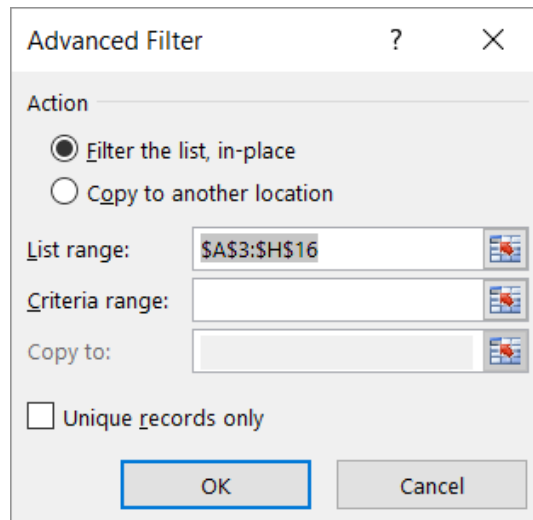 Advanced Filter ? ×
Action
Filter the list, in-place
Copy to another location
List range: $A$3:$H$16
Criteria range:
Copy to:
Unique records only
OK Cancel